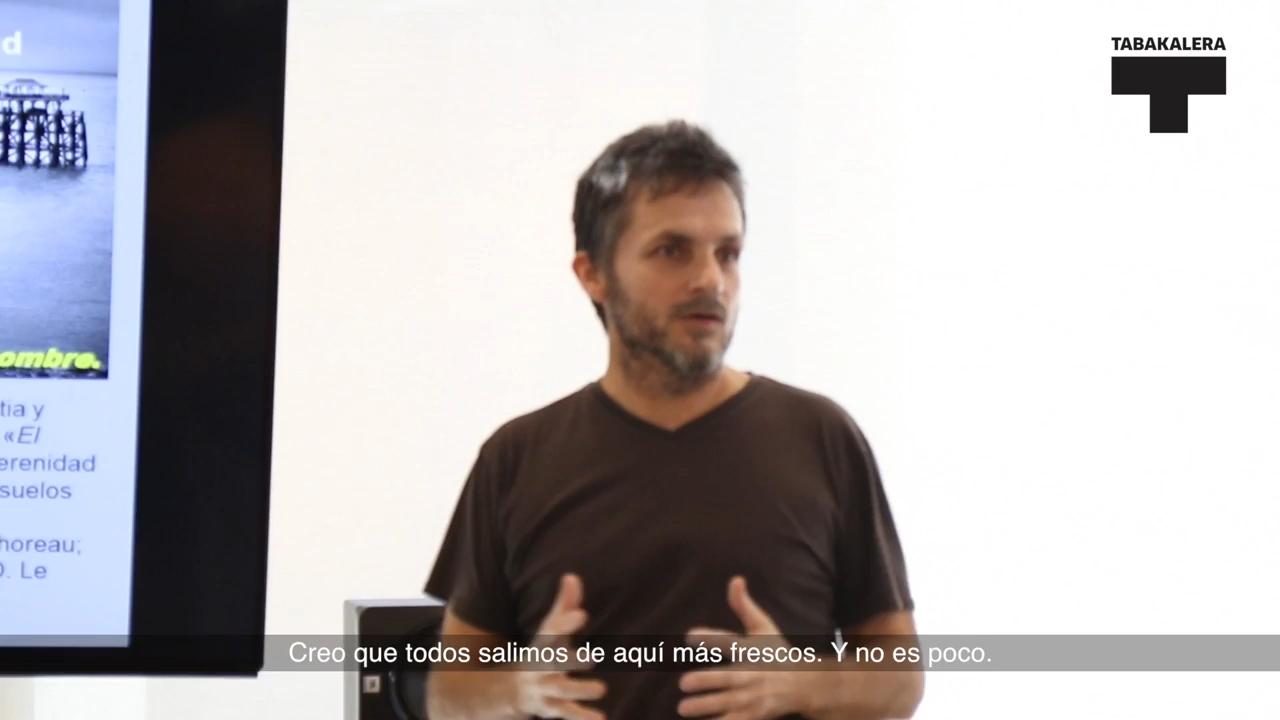 d
ombre.
tia y
«El
erenidad
suelos
horeau;
D. Le
TABAKALERA
Creo que todos salimos de aquí más frescos. Y no es poco.